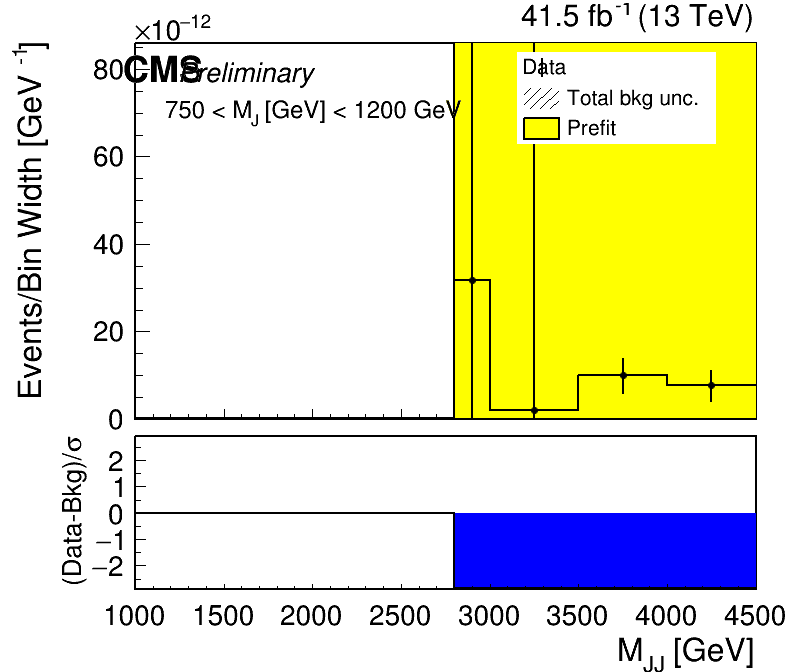 ×10⁻¹²
41.5 fb⁻¹ (13 TeV)
CMS Preliminary
750 < M_J [GeV] < 1200 GeV
Data
Total bkg unc.
Prefit
Events/Bin Width [GeV⁻¹]
80
60
40
20
0
(Data-Bkg)/σ
2
1
0
−1
−2
1000 1500 2000 2500 3000 3500 4000 4500
M_JJ [GeV]